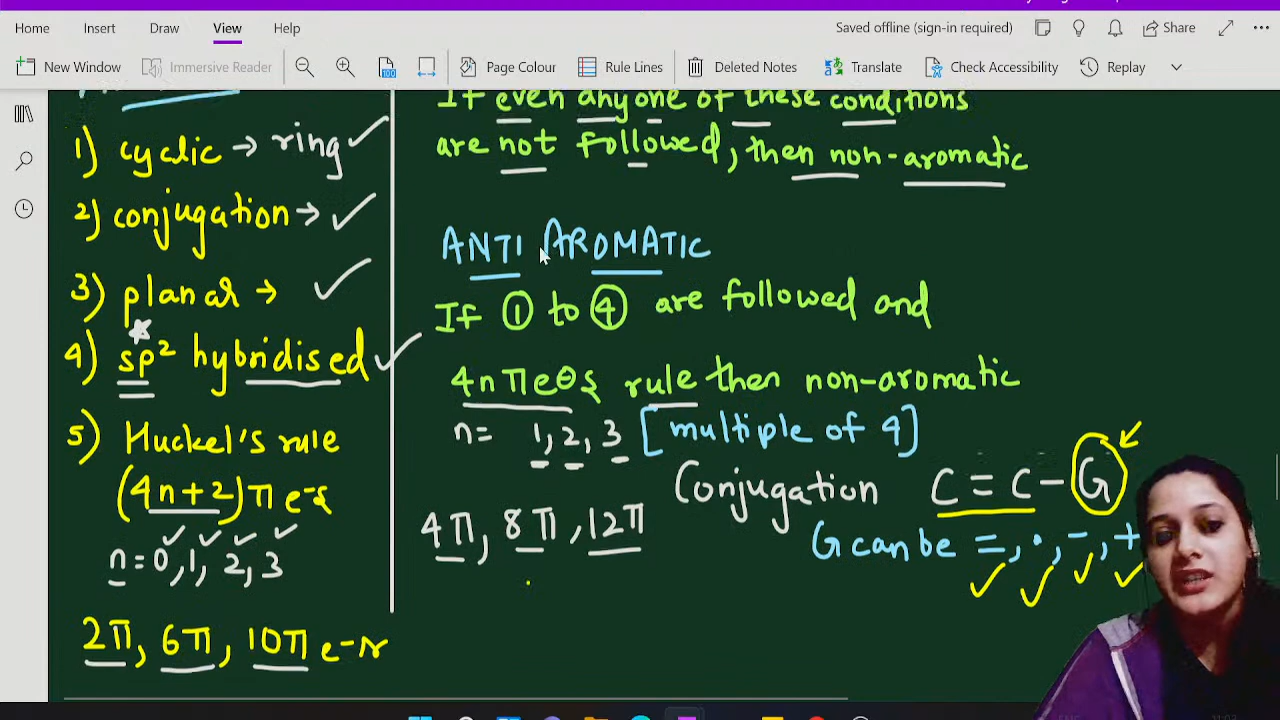 Home Insert Draw View Help
Saved offline (sign-in required) Share
New Window Immersive Reader Page Colour Rule Lines Deleted Notes Translate Check Accessibility Replay
1) cyclic → ring ✓
2) conjugation → ✓
3) planar → ✓
4) sp² hybridised ✓
5) Huckel's rule
(4n+2) π e-s
n = 0, 1, 2, 3
2π, 6π, 10π e-s
If even anyone of these conditions
are not followed, then non-aromatic
ANTI AROMATIC
If ① to ④ are followed and
4n π eΘs rule then non-aromatic
n = 1, 2, 3 [multiple of 4]
4π, 8π, 12π
Conjugation C = C - G
G can be =, ·, -, +